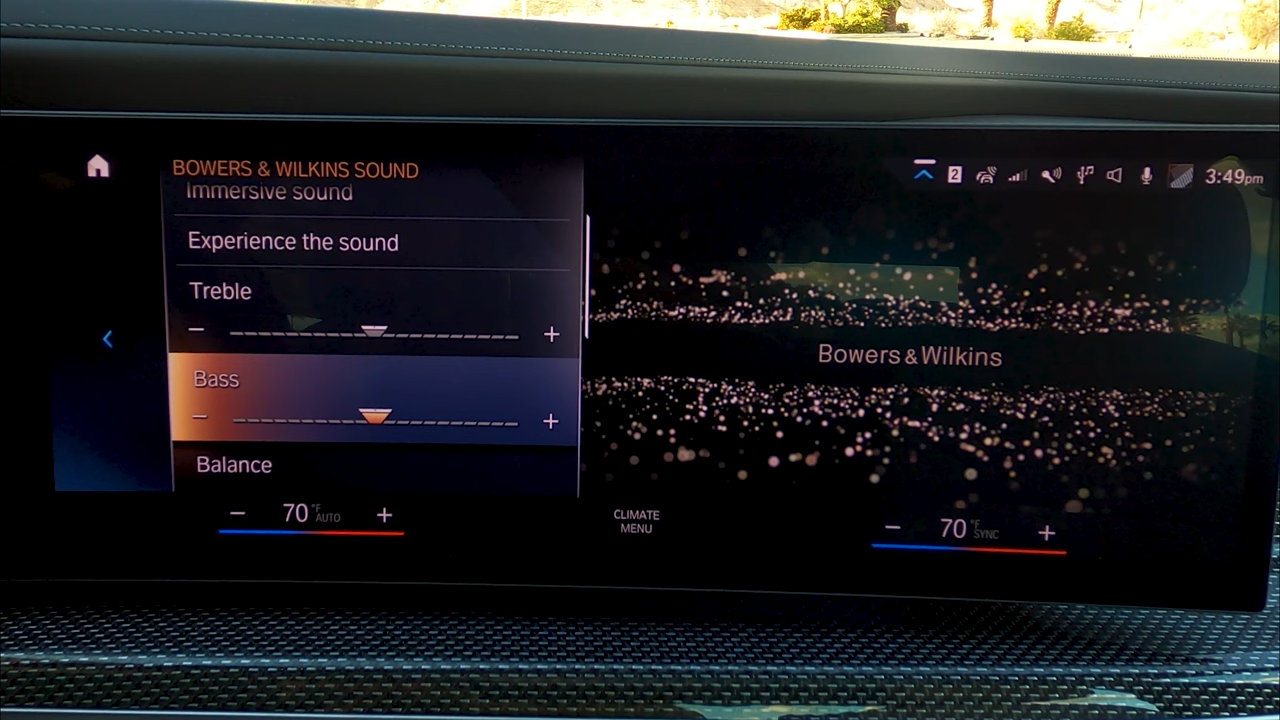 BOWERS & WILKINS SOUND
Immersive sound
Experience the sound
Treble
Bass
Balance
2
3:49pm
Bowers & Wilkins
70 °F AUTO
CLIMATE
MENU
70 °F SYNC